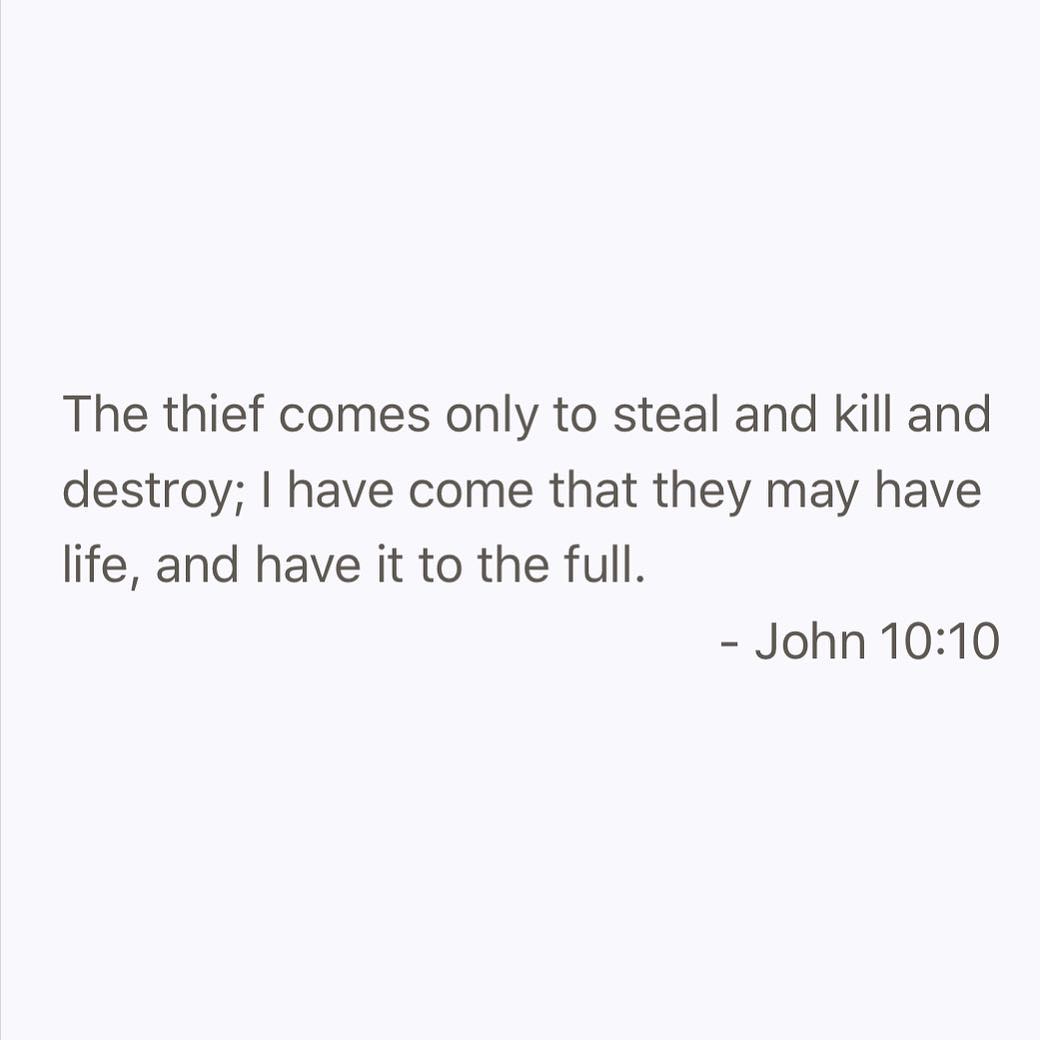 The thief comes only to steal and kill and
destroy; I have come that they may have
life, and have it to the full.
- John 10:10